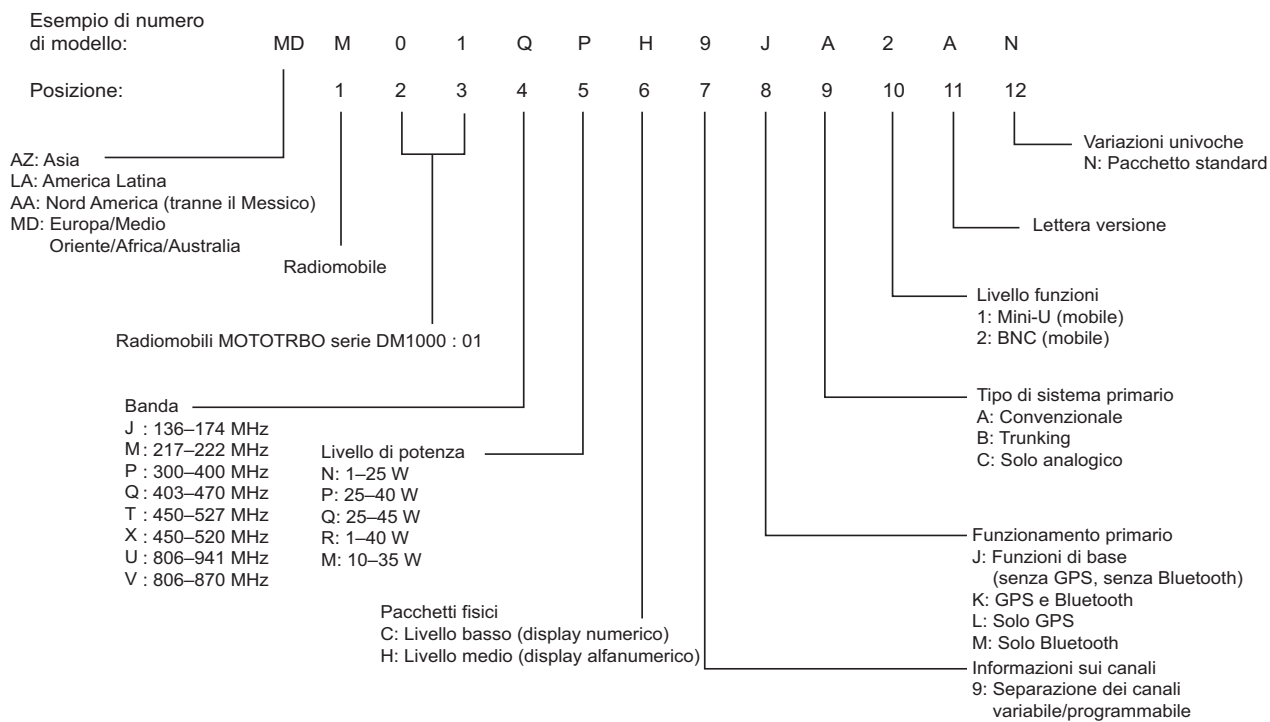 Esempio di numero
di modello: MD M 0 1 Q P H 9 J A 2 A N
Posizione: 1 2 3 4 5 6 7 8 9 10 11 12
AZ: Asia
LA: America Latina
AA: Nord America (tranne il Messico)
MD: Europa/Medio
Oriente/Africa/Australia
Radiomobile
Radiomobili MOTOTRBO serie DM1000 : 01
Banda
J : 136–174 MHz
M : 217–222 MHz
P : 300–400 MHz
Q : 403–470 MHz
T : 450–527 MHz
X : 450–520 MHz
U : 806–941 MHz
V : 806–870 MHz
Livello di potenza
N: 1–25 W
P: 25–40 W
Q: 25–45 W
R: 1–40 W
M: 10–35 W
Pacchetti fisici
C: Livello basso (display numerico)
H: Livello medio (display alfanumerico)
Variazioni univoche
N: Pacchetto standard
Lettera versione
Livello funzioni
1: Mini-U (mobile)
2: BNC (mobile)
Tipo di sistema primario
A: Convenzionale
B: Trunking
C: Solo analogico
Funzionamento primario
J: Funzioni di base
(senza GPS, senza Bluetooth)
K: GPS e Bluetooth
L: Solo GPS
M: Solo Bluetooth
Informazioni sui canali
9: Separazione dei canali
variabile/programmabile